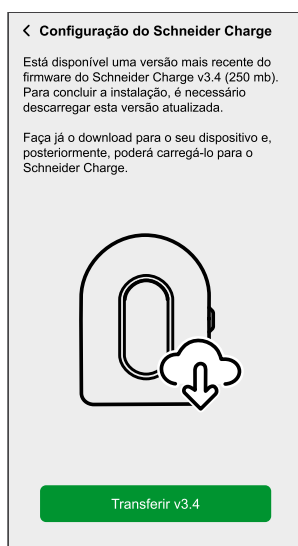 Configuração do Schneider Charge
Está disponível uma versão mais recente do
firmware do Schneider Charge v3.4 (250 mb).
Para concluir a instalação, é necessário
descarregar esta versão atualizada.
Faça já o download para o seu dispositivo e,
posteriormente, poderá carregá-lo para o
Schneider Charge.
Transferir v3.4